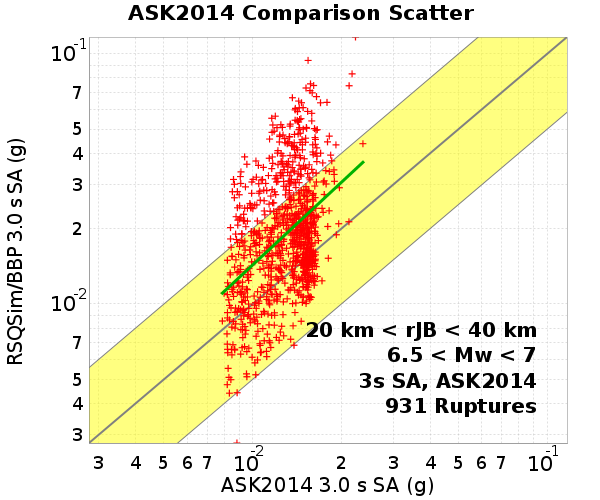 ASK2014 Comparison Scatter
RSQSim/BBP 3.0 s SA (g)
10-1
7
5
4
3
2
10-2
7
5
4
3
20 km < rJB < 40 km
6.5 < Mw < 7
3s SA, ASK2014
931 Ruptures
3 4 5 6 7 10-2 2 3 4 5 6 7 10-1
ASK2014 3.0 s SA (g)